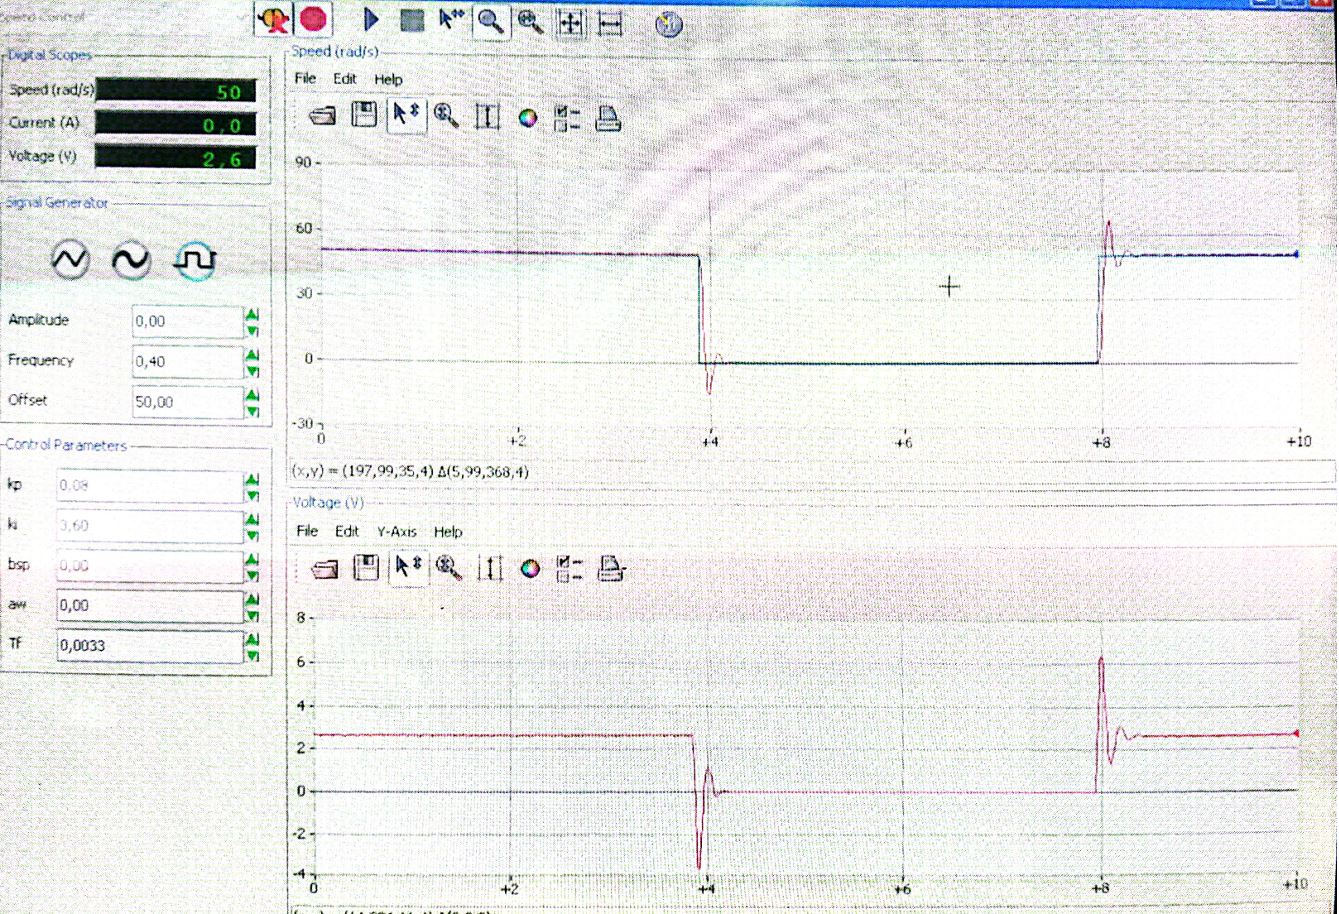 Speed Control
Digital Scopes
Speed (rad/s) 50
Current (A) 0,0
Voltage (V) 2,6
Signal Generator
Amplitude 0,00
Frequency 0,40
Offset 50,00
Control Parameters
kp 0,08
ki 3,60
bsp 0,00
aw 0,00
Tf 0,0033
Speed (rad/s)
File Edit Help
90
60
30
0
-30
0 +2 +4 +6 +8 +10
(x,y) = (197,99,35,4) Δ(5,99,368,4)
Voltage (V)
File Edit Y-Axis Help
8
6
4
2
0
-2
-4
0 +2 +4 +6 +8 +10